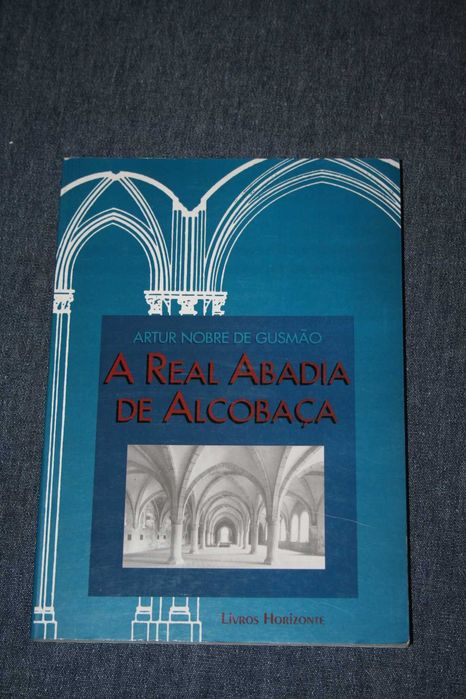 ARTUR NOBRE DE GUSMÃO
A REAL ABADIA
DE ALCOBAÇA
LIVROS HORIZONTE